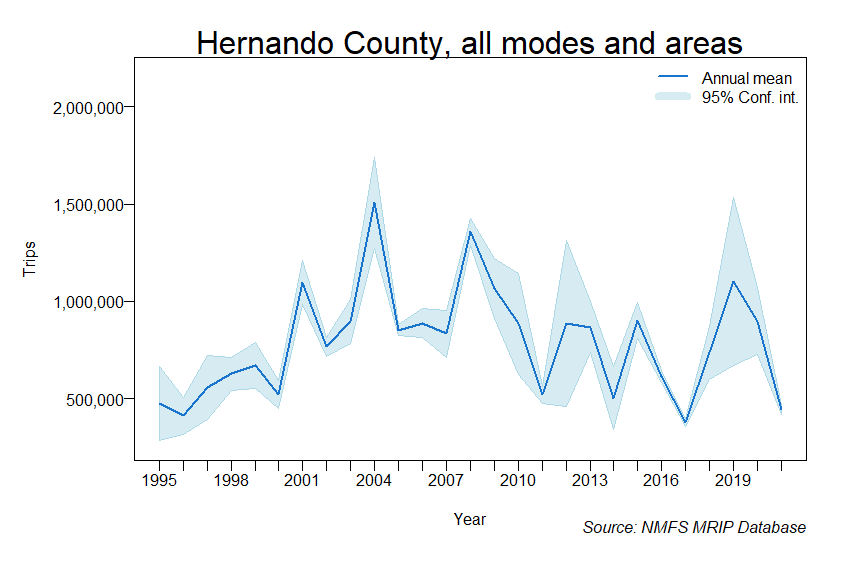 Hernando County, all modes and areas
Annual mean
95% Conf. int.
2,000,000
1,500,000
1,000,000
500,000
Trips
1995 1998 2001 2004 2007 2010 2013 2016 2019
Year
Source: NMFS MRIP Database